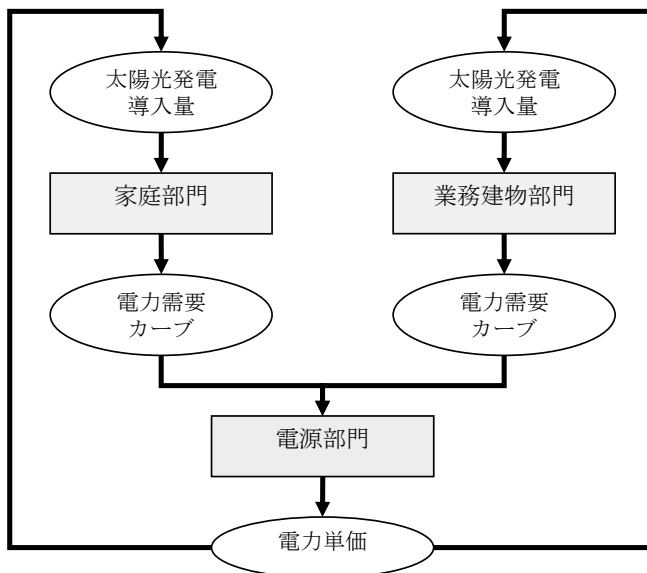 太陽光発電
導入量
太陽光発電
導入量
家庭部門
業務建物部門
電力需要
カーブ
電力需要
カーブ
電源部門
電力単価